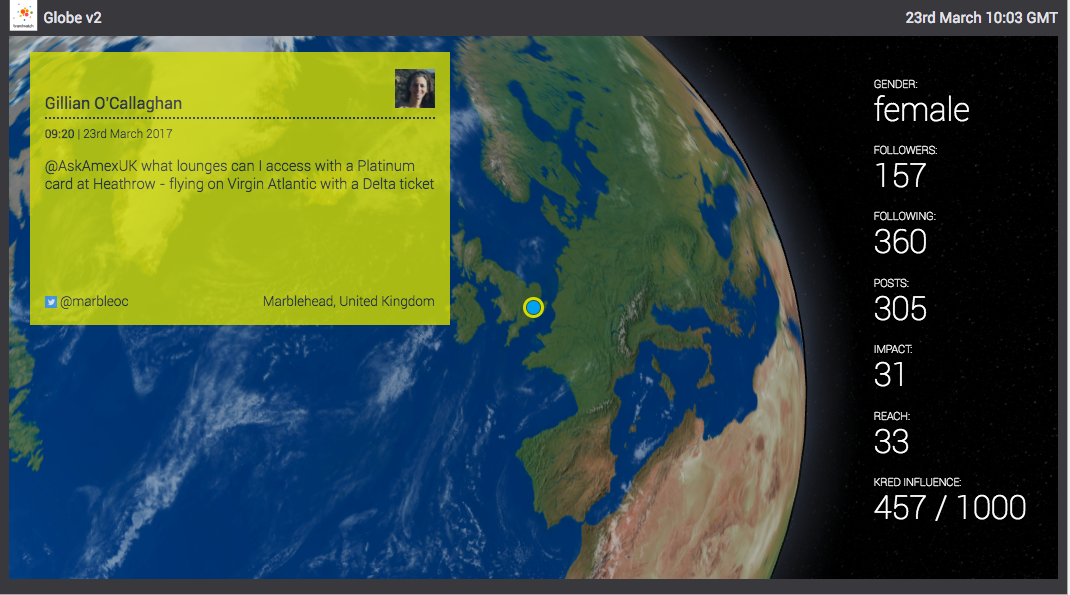 Globe v2
23rd March 10:03 GMT
Gillian O'Callaghan
09:20 | 23rd March 2017
@AskAmexUK what lounges can I access with a Platinum
card at Heathrow - flying on Virgin Atlantic with a Delta ticket
@marbleoc
Marblehead, United Kingdom
GENDER:
female
FOLLOWERS:
157
FOLLOWING:
360
POSTS:
305
IMPACT:
31
REACH:
33
KRED INFLUENCE:
457 / 1000